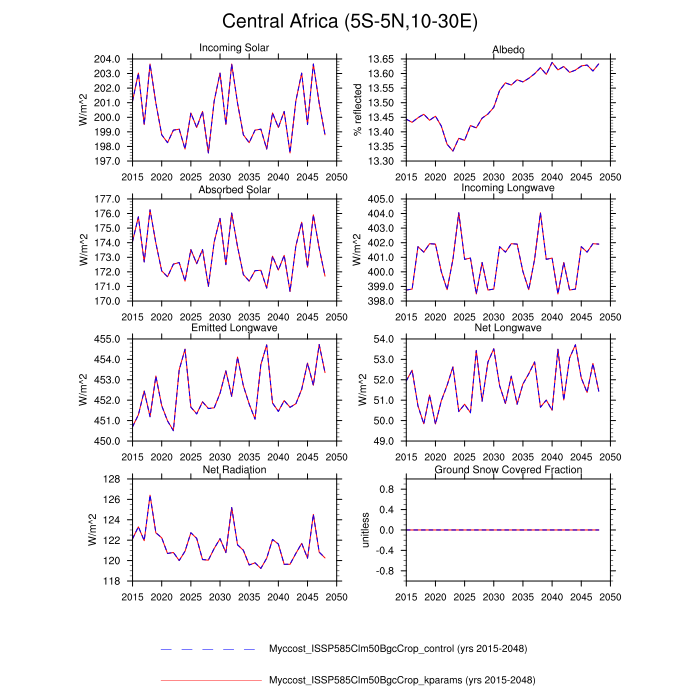 Central Africa (5S-5N,10-30E)
Incoming Solar
204.0
203.0
202.0
201.0
200.0
199.0
198.0
197.0
W/m^2
2015 2020 2025 2030 2035 2040 2045 2050
Albedo
13.65
13.60
13.55
13.50
13.45
13.40
13.35
13.30
% reflected
2015 2020 2025 2030 2035 2040 2045 2050
Absorbed Solar
177.0
176.0
175.0
174.0
173.0
172.0
171.0
170.0
W/m^2
2015 2020 2025 2030 2035 2040 2045 2050
Incoming Longwave
405.0
404.0
403.0
402.0
401.0
400.0
399.0
398.0
W/m^2
2015 2020 2025 2030 2035 2040 2045 2050
Emitted Longwave
455.0
454.0
453.0
452.0
451.0
450.0
W/m^2
2015 2020 2025 2030 2035 2040 2045 2050
Net Longwave
54.0
53.0
52.0
51.0
50.0
49.0
W/m^2
2015 2020 2025 2030 2035 2040 2045 2050
Net Radiation
128
126
124
122
120
118
W/m^2
2015 2020 2025 2030 2035 2040 2045 2050
Ground Snow Covered Fraction
0.8
0.4
0.0
-0.4
-0.8
unitless
2015 2020 2025 2030 2035 2040 2045 2050
Myccost_ISSP585Clm50BgcCrop_control (yrs 2015-2048)
Myccost_ISSP585Clm50BgcCrop_kparams (yrs 2015-2048)